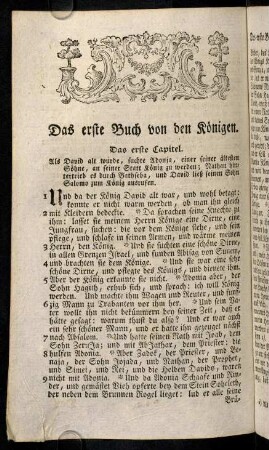 Das erste Buch von den Königen.
Das erste Capitel.
Als David alt wurde, suchte Adonja, einer seiner ältesten
Söhne, an seiner Statt König zu werden; Nathan
durch Bethseba, und David ließ seinen Sohn
Salomo zum König ausrufen.
Und da der König David alt war, und wohl betagt:
konnte er nicht warm werden, ob man ihn gleich
mit Kleidern bedeckte. Da sprachen seine Knechte zu
ihm: lasset sie meinem Herrn Könige eine Dirne, eine
Jungfrau, suchen: die vor dem Könige stehe, und sein
pflege, und schlafe in seinen Armen, und wärme meinen
Herrn, den König. Und sie suchten eine schöne Dirne,
in allen Grenzen Israel, und funden Abisag von Sunem,
und brachten sie dem Könige. Und sie war eine sehr
schöne Dirne, und pflegte des Königs, und dienete ihm.
Aber der König erkannte sie nicht. Adonia aber, der
Sohn Hagith, erhub sich, und sprach: ich will König
werden. Und machte ihm Wagen und Reuter, und funf-
zig Mann zu Trabanten vor ihm her. Und sein Va-
ter wollte ihn nicht bekümmern bey seiner Zeit, daß er
hätte gesagt: warum thust du also? Und er war auch
ein sehr schöner Mann, und er hatte ihn gezeuget nächst
nach Absalom. Und hatte seinen Rath mit Joab, dem
Sohn ZeruJa; und mit AbJathar, dem Priester: die
hulfen Adonia. Aber Zadok, der Priester, und Be-
naja, der Sohn Jojada, und Nathan, der Prophet,
und Simei, und Rei, und die Helden Davids, waren
nicht mit Adonia. Und da Adonia Schaafe und Rin-
der, und gemästet Vieh opferte bey dem Stein Soheleth,
der neben dem Brunnen Rogel lieget: lud er alle seine
Brü-